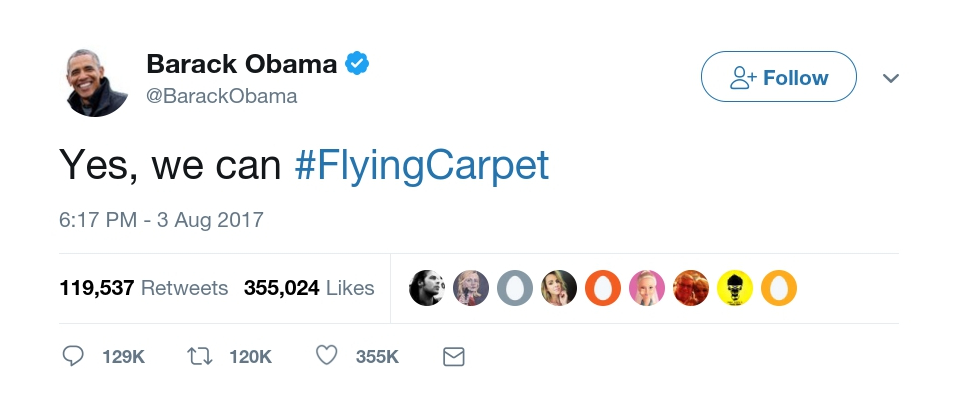 Barack Obama
@BarackObama
Follow
Yes, we can #FlyingCarpet
6:17 PM - 3 Aug 2017
119,537 Retweets 355,024 Likes
129K 120K 355K